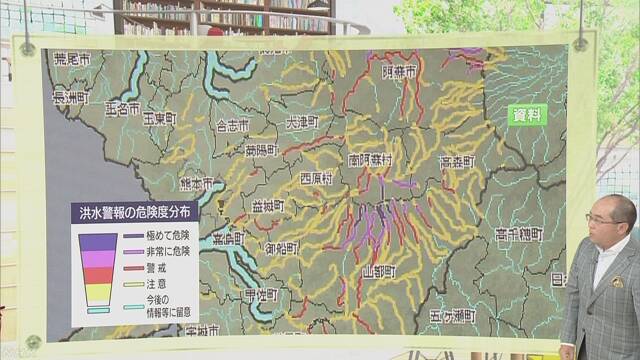 荒尾市
長洲町
玉名市
玉東町
合志市
大津町
菊陽町
阿蘇市
資料
南阿蘇村
高森町
西原村
熊本市
益城町
嘉島町
御船町
高千穂町
山都町
甲佐町
五ヶ瀬町
宇城市
洪水警報の危険度分布
極めて危険
非常に危険
警戒
注意
今後の
情報等に留意